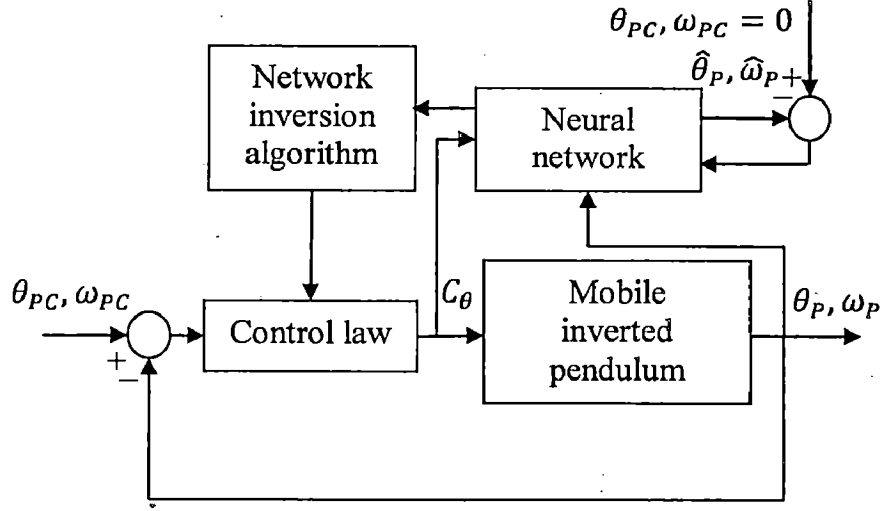 θ_PC, ω_PC = 0
θ̂_P, ω̂_P +
−
Network
inversion
algorithm
Neural
network
θ_PC, ω_PC
+
−
Control law
C_θ
Mobile
inverted
pendulum
θ_P, ω_P